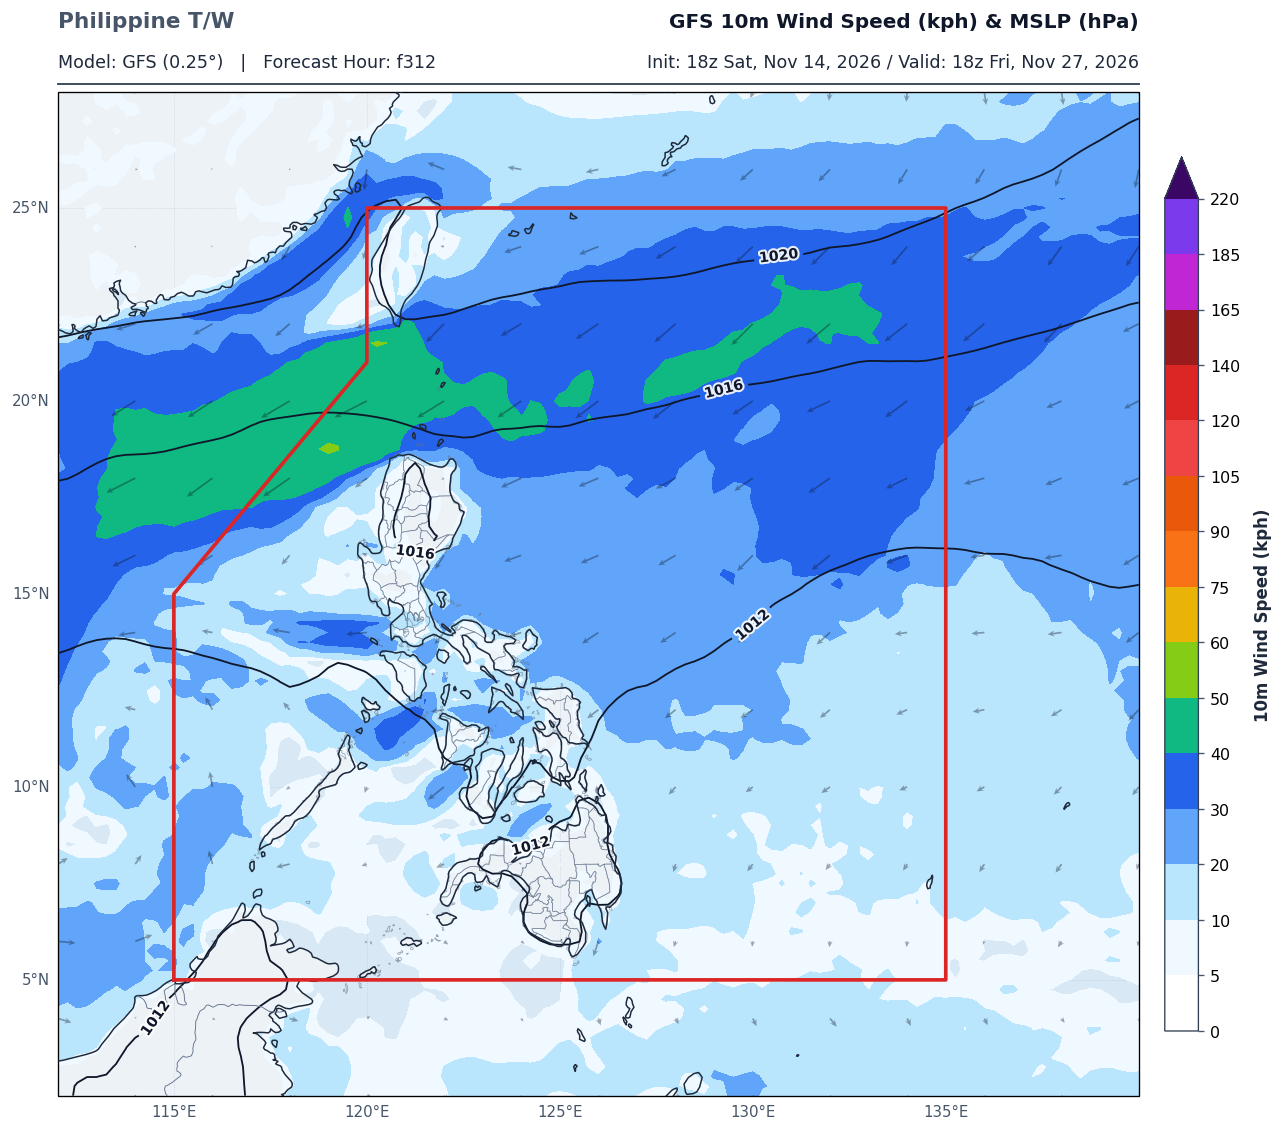 Philippine T/W
GFS 10m Wind Speed (kph) & MSLP (hPa)
Model: GFS (0.25°)   |   Forecast Hour: f312
Init: 18z Sat, Nov 14, 2026 / Valid: 18z Fri, Nov 27, 2026
25°N
20°N
15°N
10°N
5°N
115°E
120°E
125°E
130°E
135°E
1020
1016
1016
1012
1012
1012
220
185
165
140
120
105
90
75
60
50
40
30
20
10
5
0
10m Wind Speed (kph)